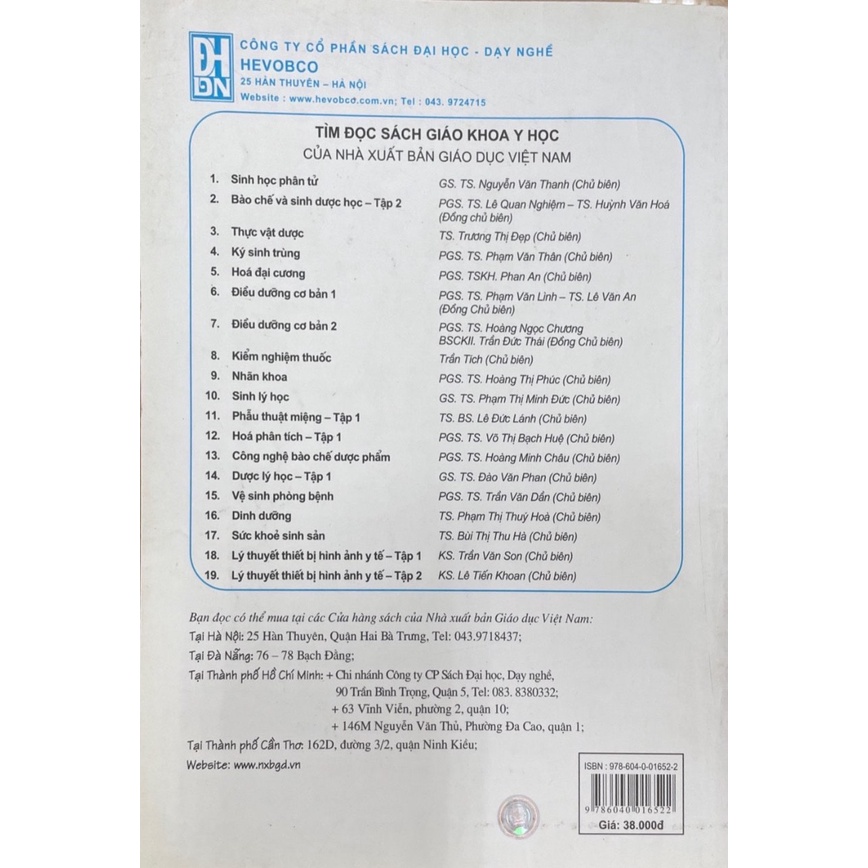 ĐH
DN
CÔNG TY CỔ PHẦN SÁCH ĐẠI HỌC - DẠY NGHỀ
HEVOBCO
25 HÀN THUYÊN – HÀ NỘI
Website : www.hevobco.com.vn; Tel : 043. 9724715
TÌM ĐỌC SÁCH GIÁO KHOA Y HỌC
CỦA NHÀ XUẤT BẢN GIÁO DỤC VIỆT NAM
1. Sinh học phân tử GS. TS. Nguyễn Văn Thanh (Chủ biên)
2. Bào chế và sinh dược học – Tập 2 PGS. TS. Lê Quan Nghiệm – TS. Huỳnh Văn Hoá
(Đồng chủ biên)
3. Thực vật dược TS. Trương Thị Đẹp (Chủ biên)
4. Ký sinh trùng PGS. TS. Phạm Văn Thân (Chủ biên)
5. Hoá đại cương PGS. TSKH. Phan An (Chủ biên)
6. Điều dưỡng cơ bản 1 PGS. TS. Phạm Văn Lình – TS. Lê Văn An
(Đồng Chủ biên)
7. Điều dưỡng cơ bản 2 PGS. TS. Hoàng Ngọc Chương
BSCKII. Trần Đức Thái (Đồng Chủ biên)
8. Kiểm nghiệm thuốc Trần Tích (Chủ biên)
9. Nhãn khoa PGS. TS. Hoàng Thị Phúc (Chủ biên)
10. Sinh lý học GS. TS. Phạm Thị Minh Đức (Chủ biên)
11. Phẫu thuật miệng – Tập 1 TS. BS. Lê Đức Lánh (Chủ biên)
12. Hoá phân tích – Tập 1 PGS. TS. Võ Thị Bạch Huệ (Chủ biên)
13. Công nghệ bào chế dược phẩm PGS. TS. Hoàng Minh Châu (Chủ biên)
14. Dược lý học – Tập 1 GS. TS. Đào Văn Phan (Chủ biên)
15. Vệ sinh phòng bệnh PGS. TS. Trần Văn Dần (Chủ biên)
16. Dinh dưỡng TS. Phạm Thị Thuý Hoà (Chủ biên)
17. Sức khoẻ sinh sản TS. Bùi Thị Thu Hà (Chủ biên)
18. Lý thuyết thiết bị hình ảnh y tế – Tập 1 KS. Trần Văn Son (Chủ biên)
19. Lý thuyết thiết bị hình ảnh y tế – Tập 2 KS. Lê Tiến Khoan (Chủ biên)
Bạn đọc có thể mua tại các Cửa hàng sách của Nhà xuất bản Giáo dục Việt Nam:
Tại Hà Nội: 25 Hàn Thuyên, Quận Hai Bà Trưng, Tel: 043.9718437;
Tại Đà Nẵng: 76 – 78 Bạch Đằng;
Tại Thành phố Hồ Chí Minh: + Chi nhánh Công ty CP Sách Đại học, Dạy nghề,
90 Trần Bình Trọng, Quận 5, Tel: 083. 8380332;
+ 63 Vĩnh Viễn, phường 2, quận 10;
+ 146M Nguyễn Văn Thủ, Phường Đa Cao, quận 1;
Tại Thành phố Cần Thơ: 162D, đường 3/2, quận Ninh Kiều;
Website: www.nxbgd.vn
ISBN : 978-604-0-01652-2
9 786040 016522
Giá: 38.000đ